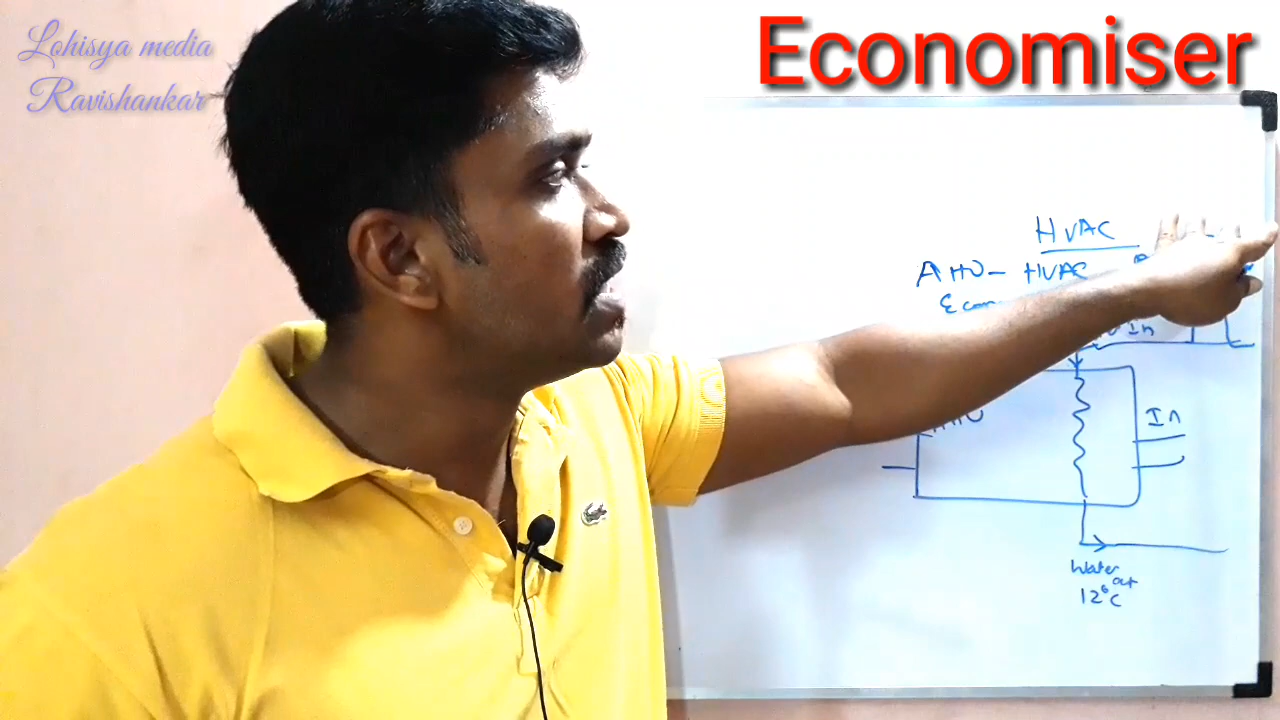 Lohisya media
Ravishankar
Economiser
HVAC
AHU - HVAC
In
In
Water
out
12°C